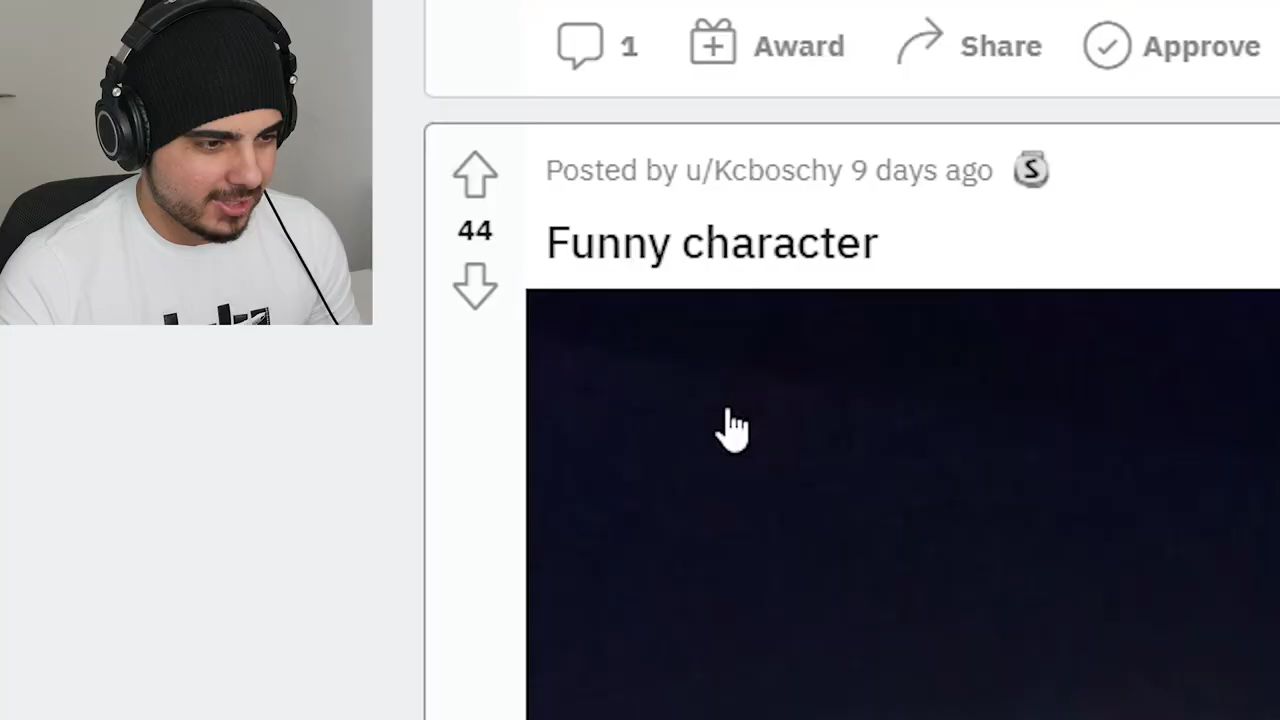 1 Award Share Approve
Posted by u/Kcboschy 9 days ago
44
Funny character